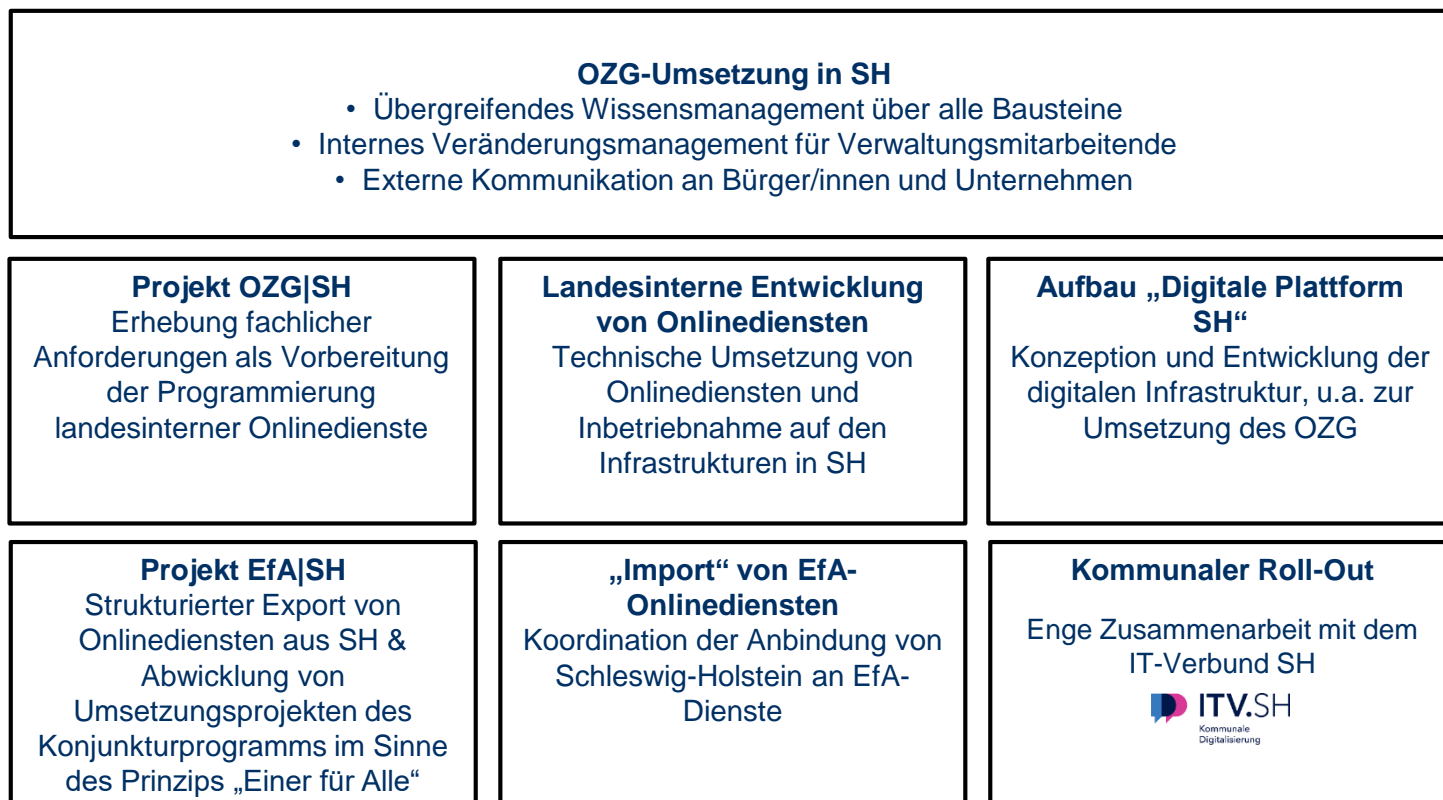 OZG-Umsetzung in SH
• Übergreifendes Wissensmanagement über alle Bausteine
• Internes Veränderungsmanagement für Verwaltungsmitarbeitende
• Externe Kommunikation an Bürger/innen und Unternehmen
Projekt OZG|SH
Erhebung fachlicher
Anforderungen als Vorbereitung
der Programmierung
landesinterner Onlinedienste
Landesinterne Entwicklung
von Onlinediensten
Technische Umsetzung von
Onlinediensten und
Inbetriebnahme auf den
Infrastrukturen in SH
Aufbau „Digitale Plattform
SH“
Konzeption und Entwicklung der
digitalen Infrastruktur, u.a. zur
Umsetzung des OZG
Projekt EfA|SH
Strukturierter Export von
Onlinediensten aus SH &
Abwicklung von
Umsetzungsprojekten des
Konjunkturprogramms im Sinne
des Prinzips „Einer für Alle“
„Import“ von EfA-
Onlinediensten
Koordination der Anbindung von
Schleswig-Holstein an EfA-
Dienste
Kommunaler Roll-Out
Enge Zusammenarbeit mit dem
IT-Verbund SH
ITV.SH
Kommunale
Digitalisierung